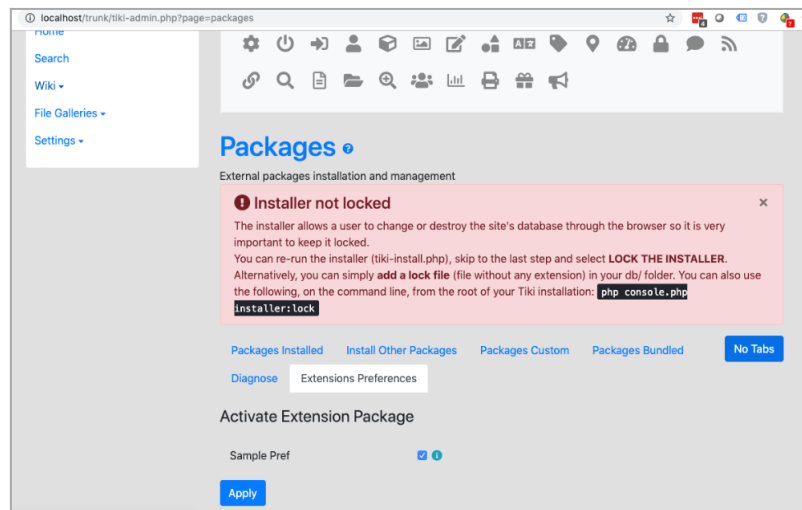 localhost/trunk/tiki-admin.php?page=packages
Home
Search
Wiki
File Galleries
Settings
Packages
External packages installation and management
Installer not locked
×
The installer allows a user to change or destroy the site's database through the browser so it is very
important to keep it locked.
You can re-run the installer (tiki-install.php), skip to the last step and select LOCK THE INSTALLER.
Alternatively, you can simply add a lock file (file without any extension) in your db/ folder. You can also use
the following, on the command line, from the root of your Tiki installation: php console.php
installer:lock
Packages Installed Install Other Packages Packages Custom Packages Bundled No Tabs
Diagnose Extensions Preferences
Activate Extension Package
Sample Pref
Apply